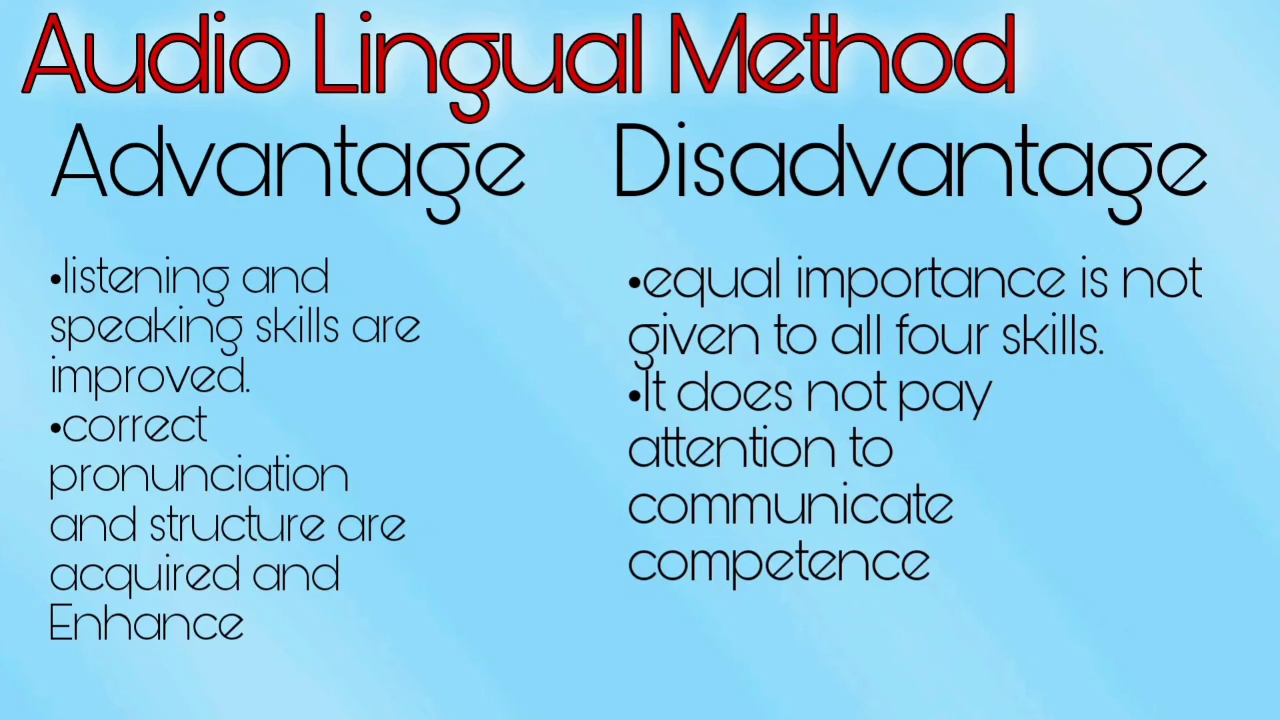 Audio Lingual Method
Advantage
•listening and
speaking skills are
improved.
•correct
pronunciation
and structure are
acquired and
Enhance
Disadvantage
•equal importance is not
given to all four skills.
•It does not pay
attention to
communicate
competence